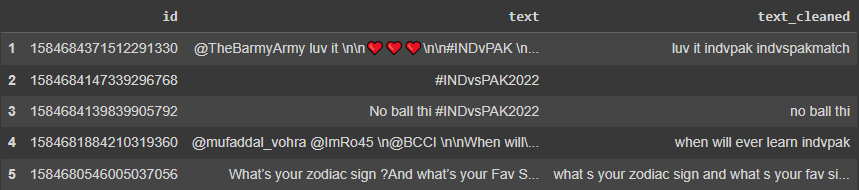 id text text_cleaned
1 1584684371512291330 @TheBarmyArmy luv it \n\n❤️❤️❤️\n\n#INDvPAK \n... luv it indvpak indvspakmatch
2 1584684147339296768 #INDvsPAK2022
3 1584684139839905792 No ball thi #INDvsPAK2022 no ball thi
4 1584681884210319360 @mufaddal_vohra @ImRo45 \n@BCCI \n\nWhen will\... when will ever learn indvpak
5 1584680546005037056 What's your zodiac sign ?And what's your Fav S... what s your zodiac sign and what s your fav si...